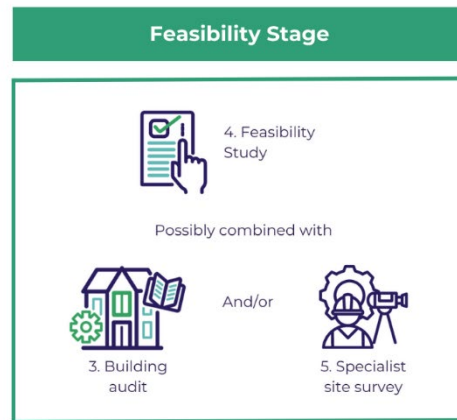 Feasibility Stage
4. Feasibility
Study
Possibly combined with
And/or
3. Building
audit
5. Specialist
site survey